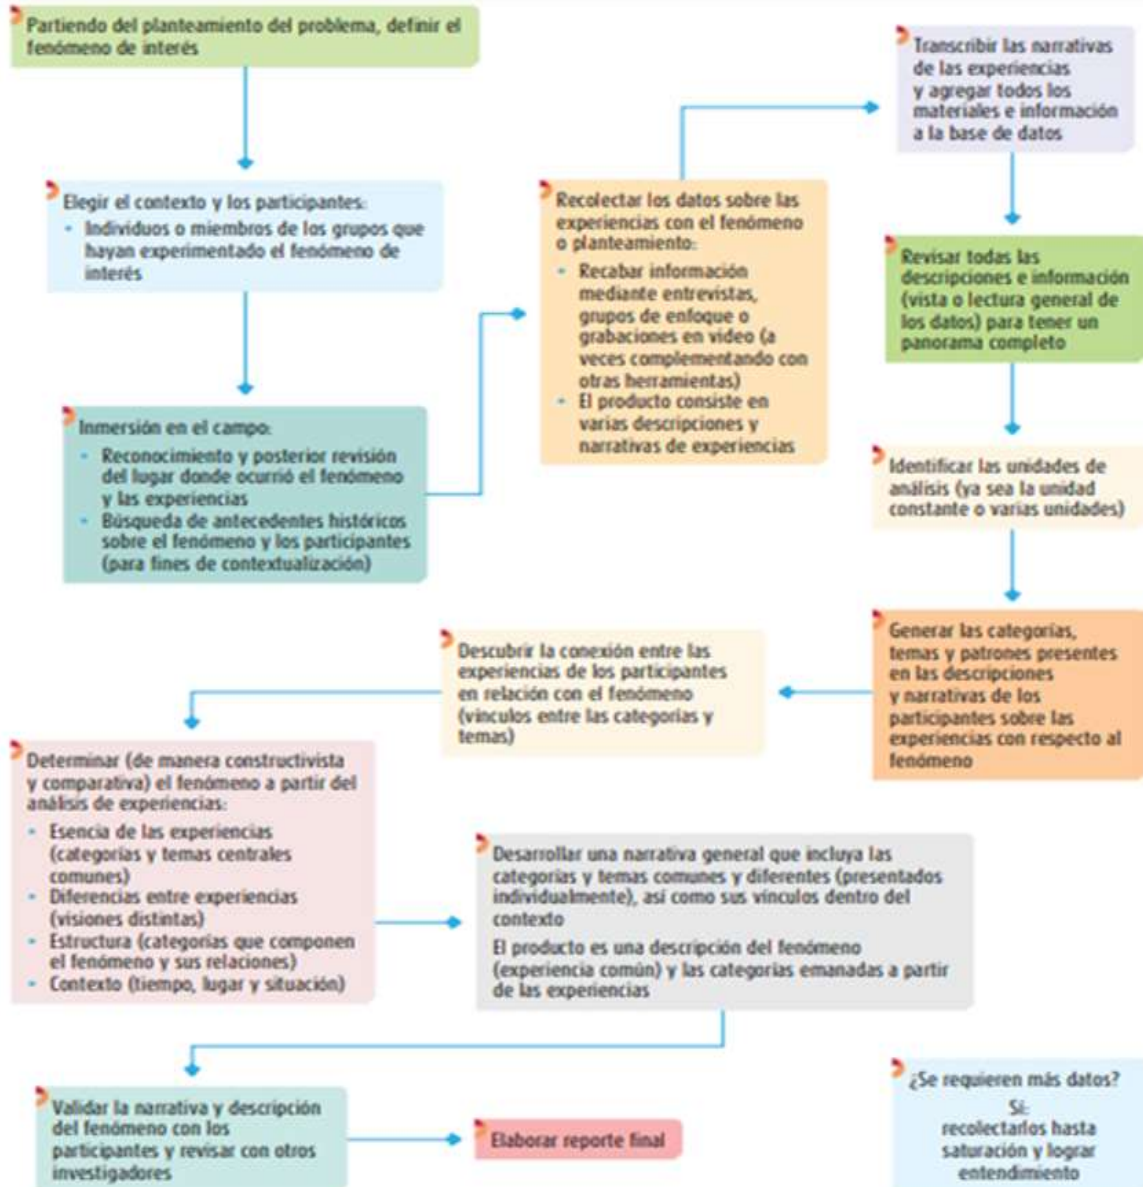 Partiendo del planteamiento del problema, definir el
fenómeno de interés
Elegir el contexto y los participantes:
• Individuos o miembros de los grupos que
hayan experimentado el fenómeno de
interés
Inmersión en el campo:
• Reconocimiento y posterior revisión
del lugar donde ocurrió el fenómeno
y las experiencias
• Búsqueda de antecedentes históricos
sobre el fenómeno y los participantes
(para fines de contextualización)
Recolectar los datos sobre las
experiencias con el fenómeno
o planteamiento:
• Recabar información
mediante entrevistas,
grupos de enfoque o
grabaciones en video (a
veces complementando con
otras herramientas)
• El producto consiste en
varias descripciones y
narrativas de experiencias
Transcribir las narrativas
de las experiencias
y agregar todos los
materiales e información
a la base de datos
Revisar todas las
descripciones e información
(vista o lectura general de
los datos) para tener un
panorama completo
Identificar las unidades de
análisis (ya sea la unidad
constante o varias unidades)
Generar las categorías,
temas y patrones presentes
en las descripciones
y narrativas de los
participantes sobre las
experiencias con respecto al
fenómeno
Descubrir la conexión entre las
experiencias de los participantes
en relación con el fenómeno
(vínculos entre las categorías y
temas)
Determinar (de manera constructivista
y comparativa) el fenómeno a partir del
análisis de experiencias:
• Esencia de las experiencias
(categorías y temas centrales
comunes)
• Diferencias entre experiencias
(visiones distintas)
• Estructura (categorías que componen
el fenómeno y sus relaciones)
• Contexto (tiempo, lugar y situación)
Desarrollar una narrativa general que incluya las
categorías y temas comunes y diferentes (presentados
individualmente), así como sus vínculos dentro del
contexto
El producto es una descripción del fenómeno
(experiencia común) y las categorías emanadas a partir
de las experiencias
Validar la narrativa y descripción
del fenómeno con los
participantes y revisar con otros
investigadores
Elaborar reporte final
¿Se requieren más datos?
Sí:
recolectarlos hasta
saturación y lograr
entendimiento